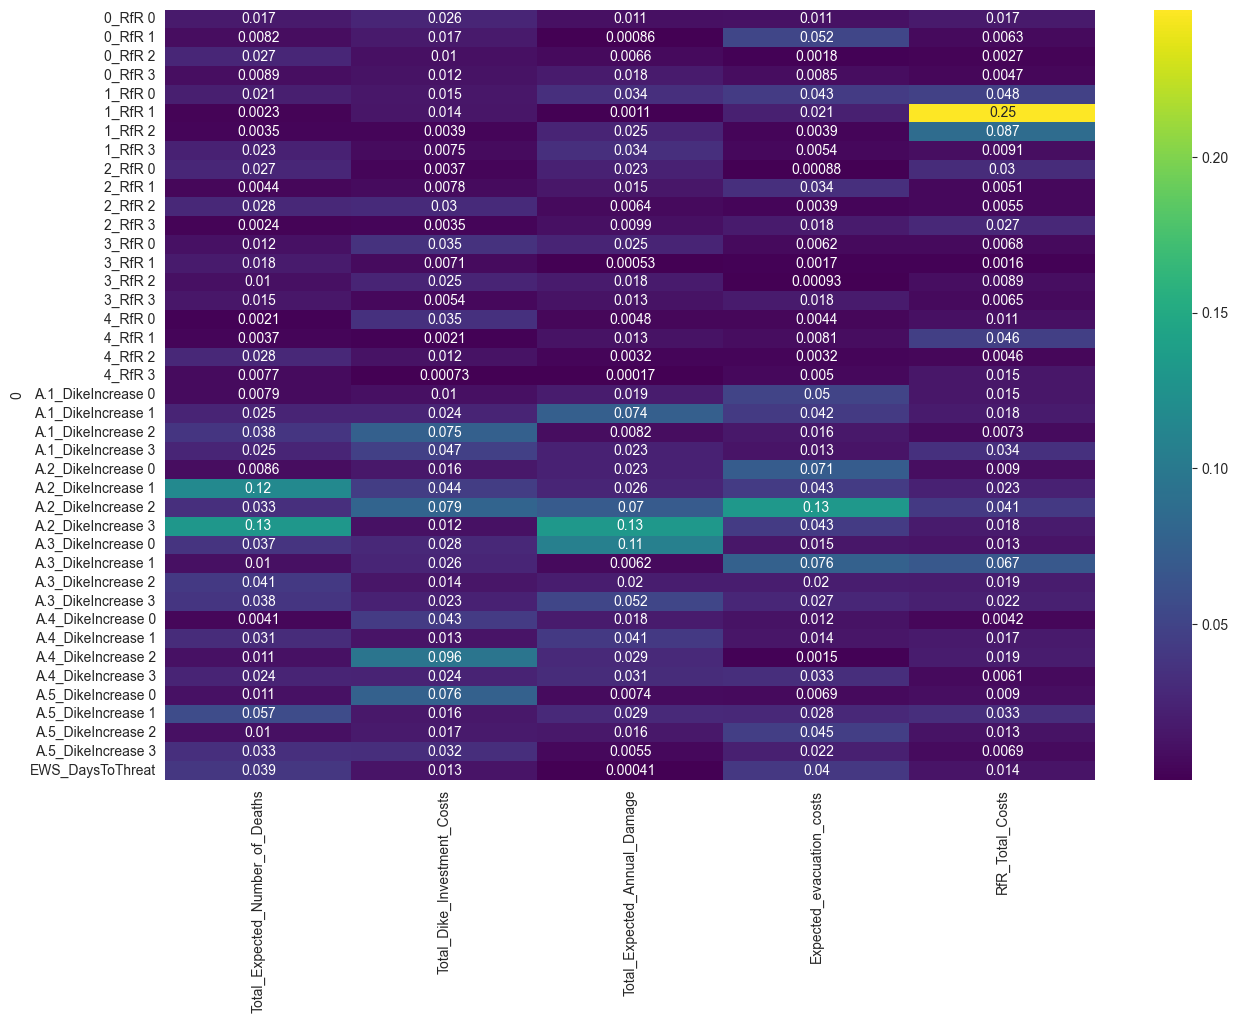 0_RfR 0 0.017 0.026 0.011 0.011 0.017
0_RfR 1 0.0082 0.017 0.00086 0.052 0.0063
0_RfR 2 0.027 0.01 0.0066 0.0018 0.0027
0_RfR 3 0.0089 0.012 0.018 0.0085 0.0047
1_RfR 0 0.021 0.015 0.034 0.043 0.048
1_RfR 1 0.0023 0.014 0.0011 0.021 0.25
1_RfR 2 0.0035 0.0039 0.025 0.0039 0.087
1_RfR 3 0.023 0.0075 0.034 0.0054 0.0091
2_RfR 0 0.027 0.0037 0.023 0.00088 0.03
2_RfR 1 0.0044 0.0078 0.015 0.034 0.0051
2_RfR 2 0.028 0.03 0.0064 0.0039 0.0055
2_RfR 3 0.0024 0.0035 0.0099 0.018 0.027
3_RfR 0 0.012 0.035 0.025 0.0062 0.0068
3_RfR 1 0.018 0.0071 0.00053 0.0017 0.0016
3_RfR 2 0.01 0.025 0.018 0.00093 0.0089
3_RfR 3 0.015 0.0054 0.013 0.018 0.0065
4_RfR 0 0.0021 0.035 0.0048 0.0044 0.011
4_RfR 1 0.0037 0.0021 0.013 0.0081 0.046
4_RfR 2 0.028 0.012 0.0032 0.0032 0.0046
4_RfR 3 0.0077 0.00073 0.00017 0.005 0.015
A.1_DikeIncrease 0 0.0079 0.01 0.019 0.05 0.015
A.1_DikeIncrease 1 0.025 0.024 0.074 0.042 0.018
A.1_DikeIncrease 2 0.038 0.075 0.0082 0.016 0.0073
A.1_DikeIncrease 3 0.025 0.047 0.023 0.013 0.034
A.2_DikeIncrease 0 0.0086 0.016 0.023 0.071 0.009
A.2_DikeIncrease 1 0.12 0.044 0.026 0.043 0.023
A.2_DikeIncrease 2 0.033 0.079 0.07 0.13 0.041
A.2_DikeIncrease 3 0.13 0.012 0.13 0.043 0.018
A.3_DikeIncrease 0 0.037 0.028 0.11 0.015 0.013
A.3_DikeIncrease 1 0.01 0.026 0.0062 0.076 0.067
A.3_DikeIncrease 2 0.041 0.014 0.02 0.02 0.019
A.3_DikeIncrease 3 0.038 0.023 0.052 0.027 0.022
A.4_DikeIncrease 0 0.0041 0.043 0.018 0.012 0.0042
A.4_DikeIncrease 1 0.031 0.013 0.041 0.014 0.017
A.4_DikeIncrease 2 0.011 0.096 0.029 0.0015 0.019
A.4_DikeIncrease 3 0.024 0.024 0.031 0.033 0.0061
A.5_DikeIncrease 0 0.011 0.076 0.0074 0.0069 0.009
A.5_DikeIncrease 1 0.057 0.016 0.029 0.028 0.033
A.5_DikeIncrease 2 0.01 0.017 0.016 0.045 0.013
A.5_DikeIncrease 3 0.033 0.032 0.0055 0.022 0.0069
EWS_DaysToThreat 0.039 0.013 0.00041 0.04 0.014
0
Total_Expected_Number_of_Deaths
Total_Dike_Investment_Costs
Total_Expected_Annual_Damage
Expected_evacuation_costs
RfR_Total_Costs
0.20
0.15
0.10
0.05